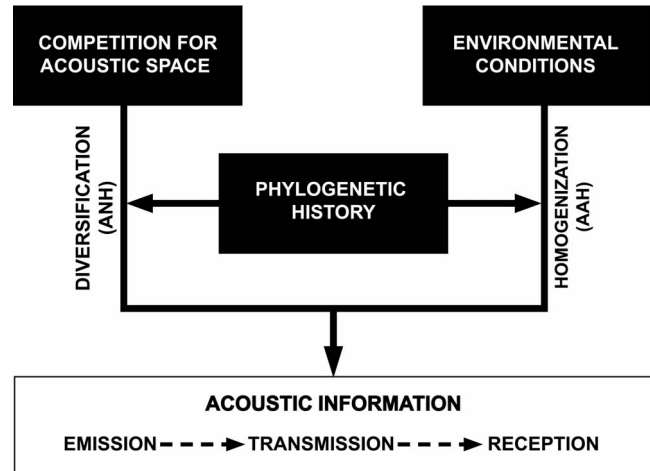 COMPETITION FOR
ACOUSTIC SPACE
ENVIRONMENTAL
CONDITIONS
DIVERSIFICATION
(ANH)
PHYLOGENETIC
HISTORY
HOMOGENIZATION
(AAH)
ACOUSTIC INFORMATION
EMISSION TRANSMISSION RECEPTION